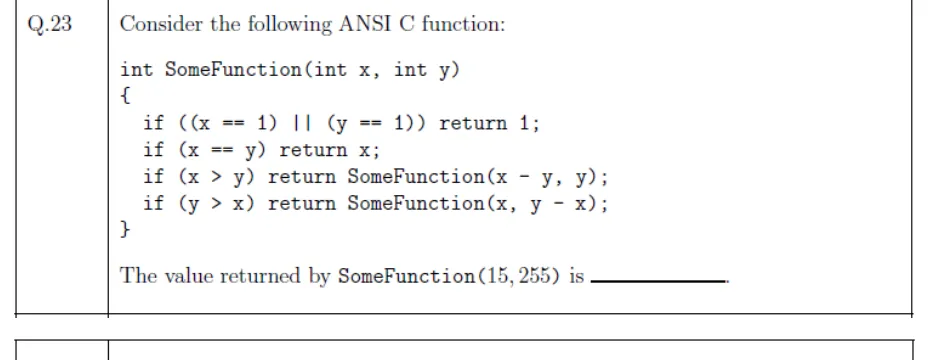 Q.23 Consider the following ANSI C function:
int SomeFunction(int x, int y)
{
if ((x == 1) || (y == 1)) return 1;
if (x == y) return x;
if (x > y) return SomeFunction(x - y, y);
if (y > x) return SomeFunction(x, y - x);
}
The value returned by SomeFunction(15, 255) is __________.